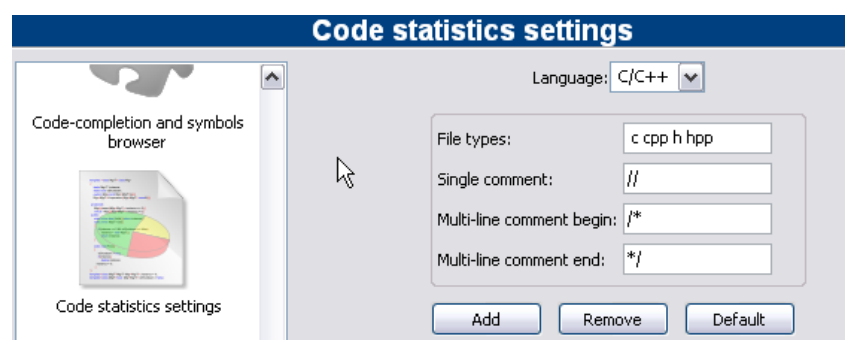 Code statistics settings
Code-completion and symbols
browser
Code statistics settings
Language: C/C++
File types: c cpp h hpp
Single comment: //
Multi-line comment begin: /*
Multi-line comment end: */
Add Remove Default